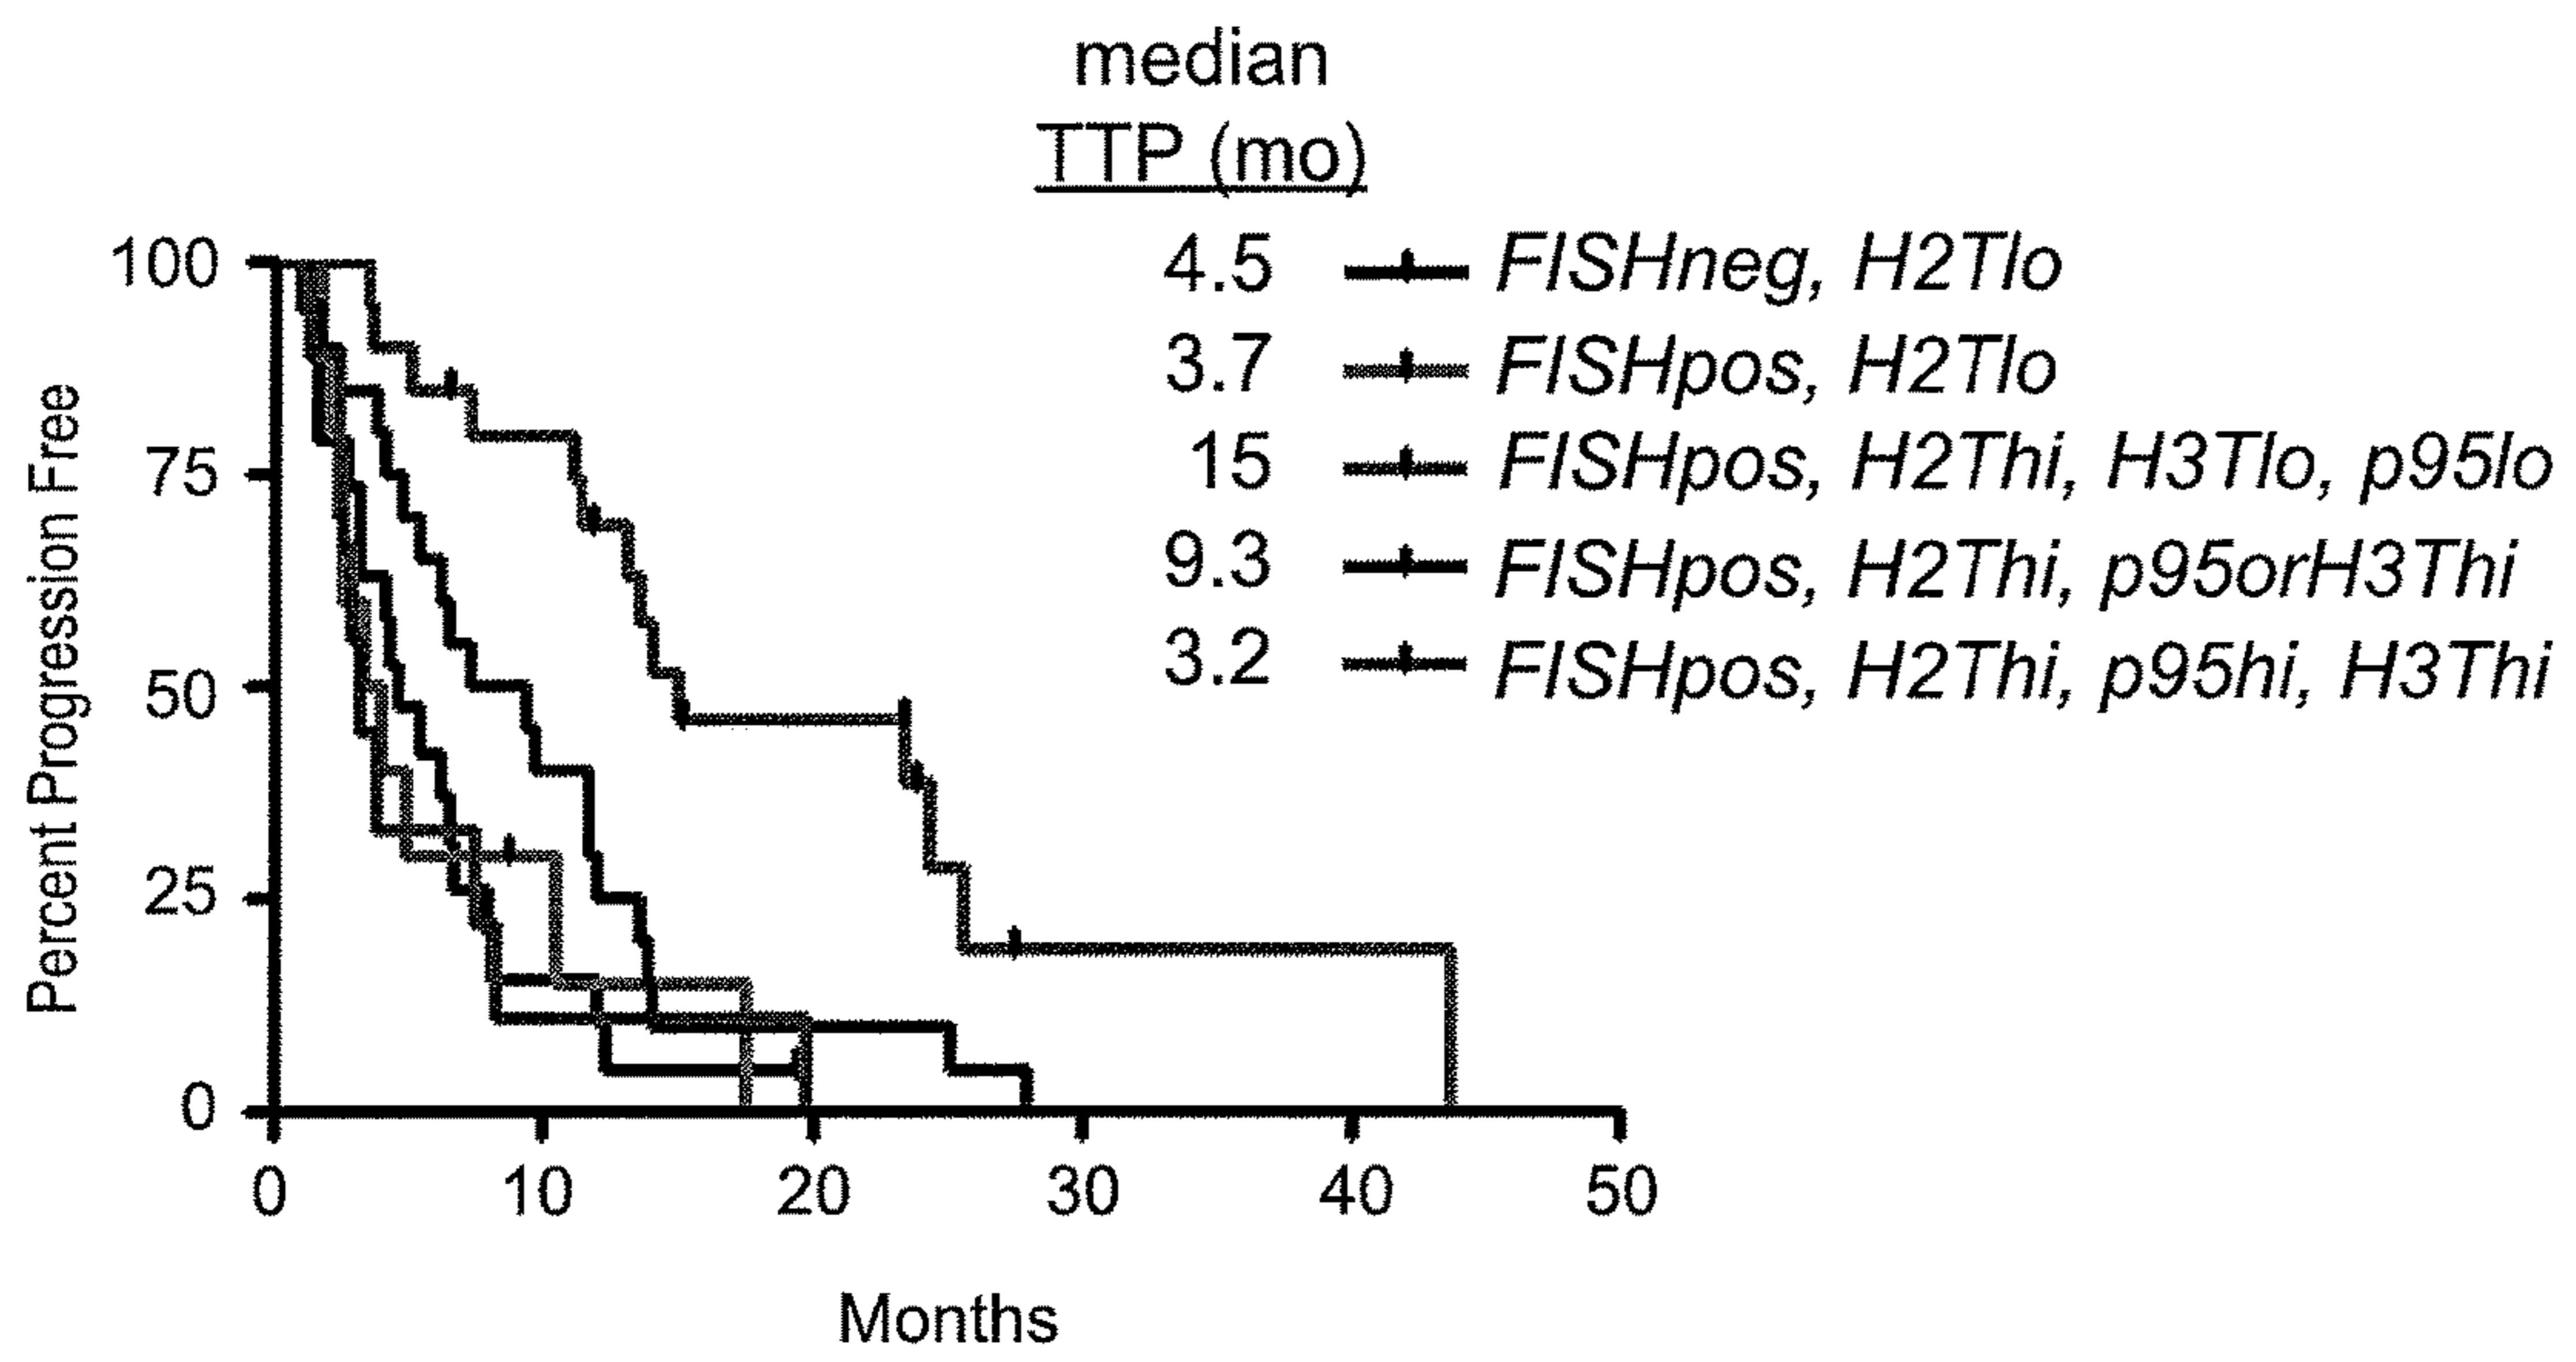 median
TTP (mo)
4.5 FISHneg, H2Tlo
3.7 FISHpos, H2Tlo
15 FISHpos, H2Thi, H3Tlo, p95lo
9.3 FISHpos, H2Thi, p95orH3Thi
3.2 FISHpos, H2Thi, p95hi, H3Thi
Percent Progression Free
100
75
50
25
0
0 10 20 30 40 50
Months